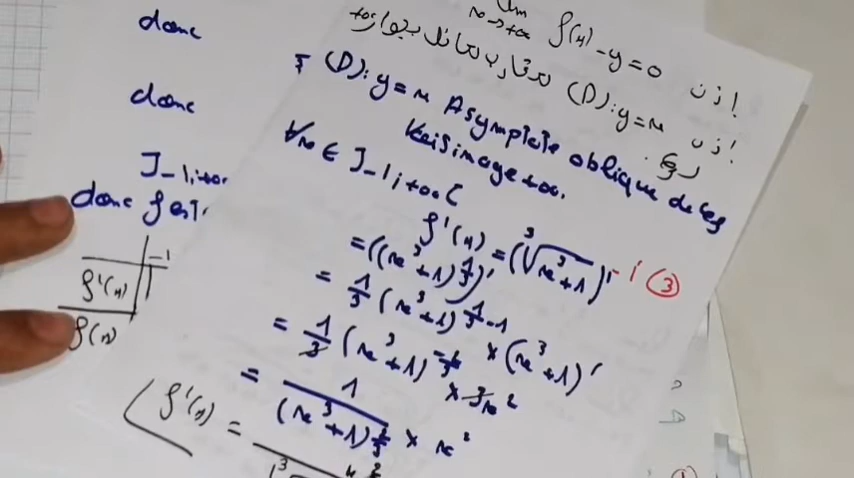 donc
donc
J-1;+∞
donc f est
-1
f'(x)
f(x)
lim f(x) - y = 0
x→+∞
إذن (D): y = x مقارب مائل بجوار +∞
إذن
(D): y = x Asymptote oblique de Cf
Voisinage +∞.
∀x ∈ ]-1;+∞[
f'(x) = (∛x³+1)' - i ③
= ((x³+1)^1/3)'
= 1/3 (x³+1)^1/3-1 × (x³+1)'
= 1/3 (x³+1)^-2/3 × 3x²
= 1/(x³+1)^2/3 × x²
f'(x) =